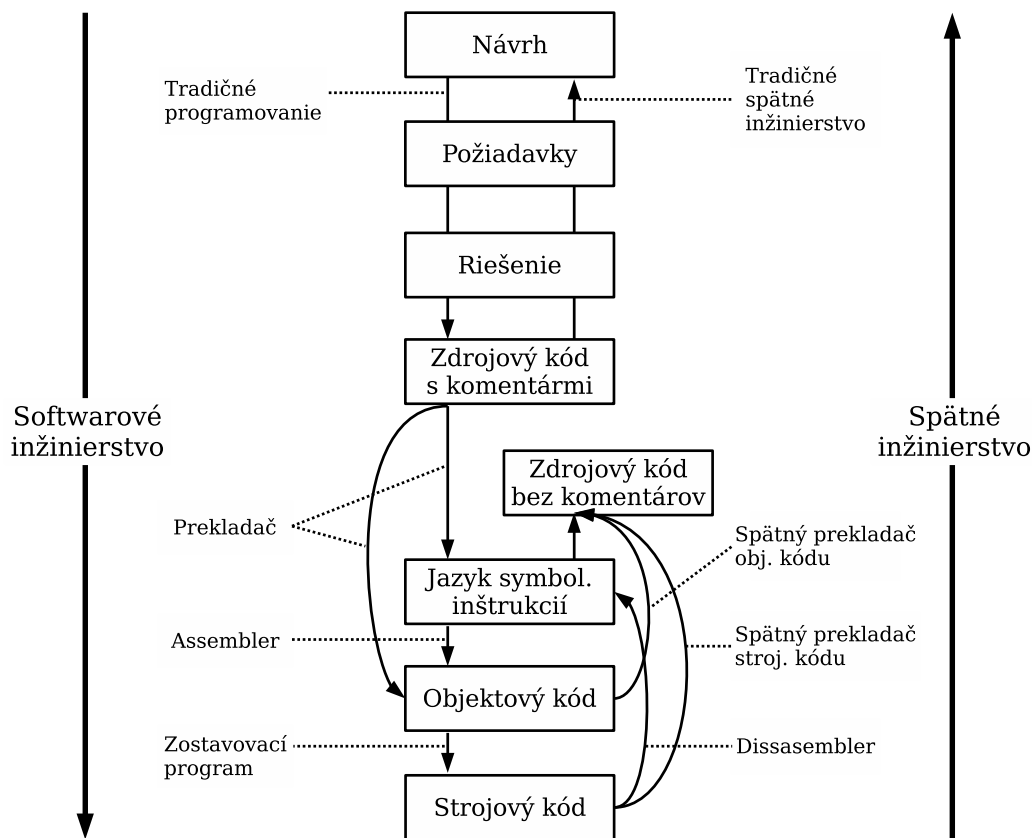 Návrh
Tradičné
programovanie
Tradičné
spätné
inžinierstvo
Požiadavky
Riešenie
Zdrojový kód
s komentármi
Softwarové
inžinierstvo
Spätné
inžinierstvo
Zdrojový kód
bez komentárov
Prekladač
Spätný prekladač
obj. kódu
Jazyk symbol.
inštrukcií
Assembler
Spätný prekladač
stroj. kódu
Objektový kód
Zostavovací
program
Dissasembler
Strojový kód